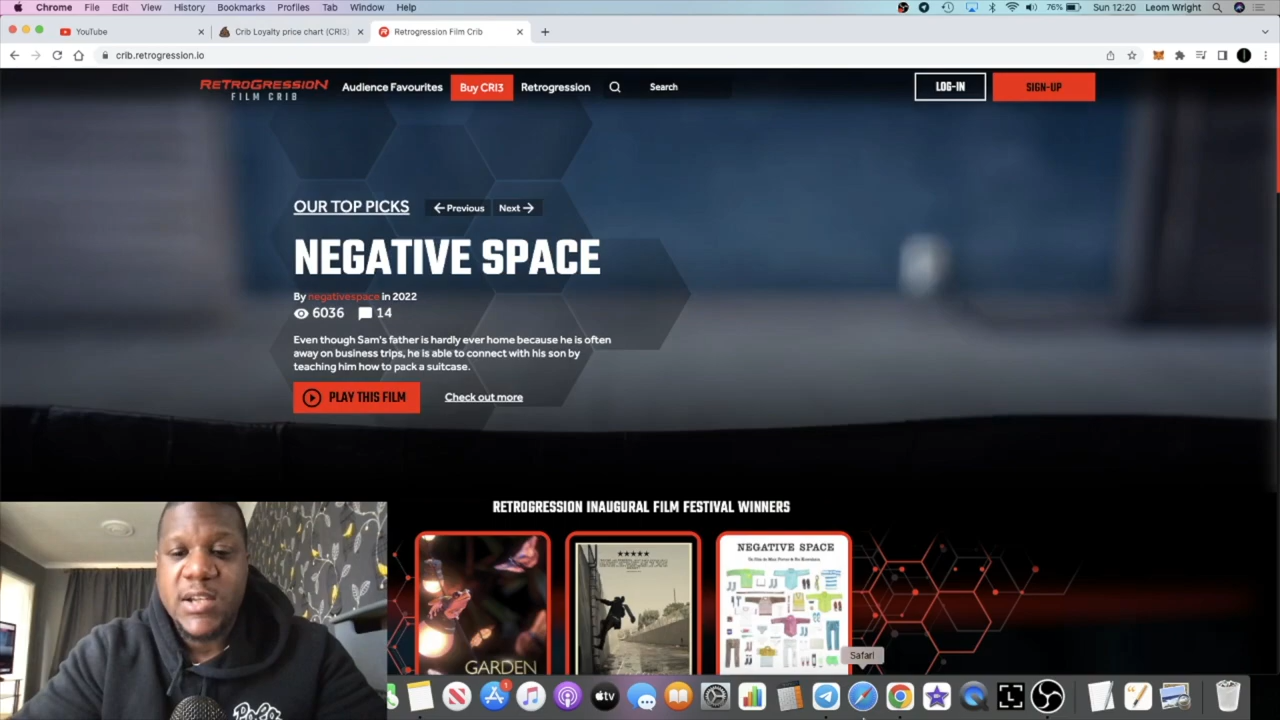 Chrome File Edit View History Bookmarks Profiles Tab Window Help 76% Sun 12:20 Leom Wright
YouTube Crib Loyalty price chart (CRI3) Retrogression Film Crib
crib.retrogression.io
RETROGRESSION
FILM CRIB
Audience Favourites Buy CRI3 Retrogression Search LOG-IN SIGN-UP
OUR TOP PICKS Previous Next
NEGATIVE SPACE
By negativespace in 2022
6036 14
Even though Sam's father is hardly ever home because he is often
away on business trips, he is able to connect with his son by
teaching him how to pack a suitcase.
PLAY THIS FILM Check out more
RETROGRESSION INAUGURAL FILM FESTIVAL WINNERS
NEGATIVE SPACE
GARDEN
Safari
tv